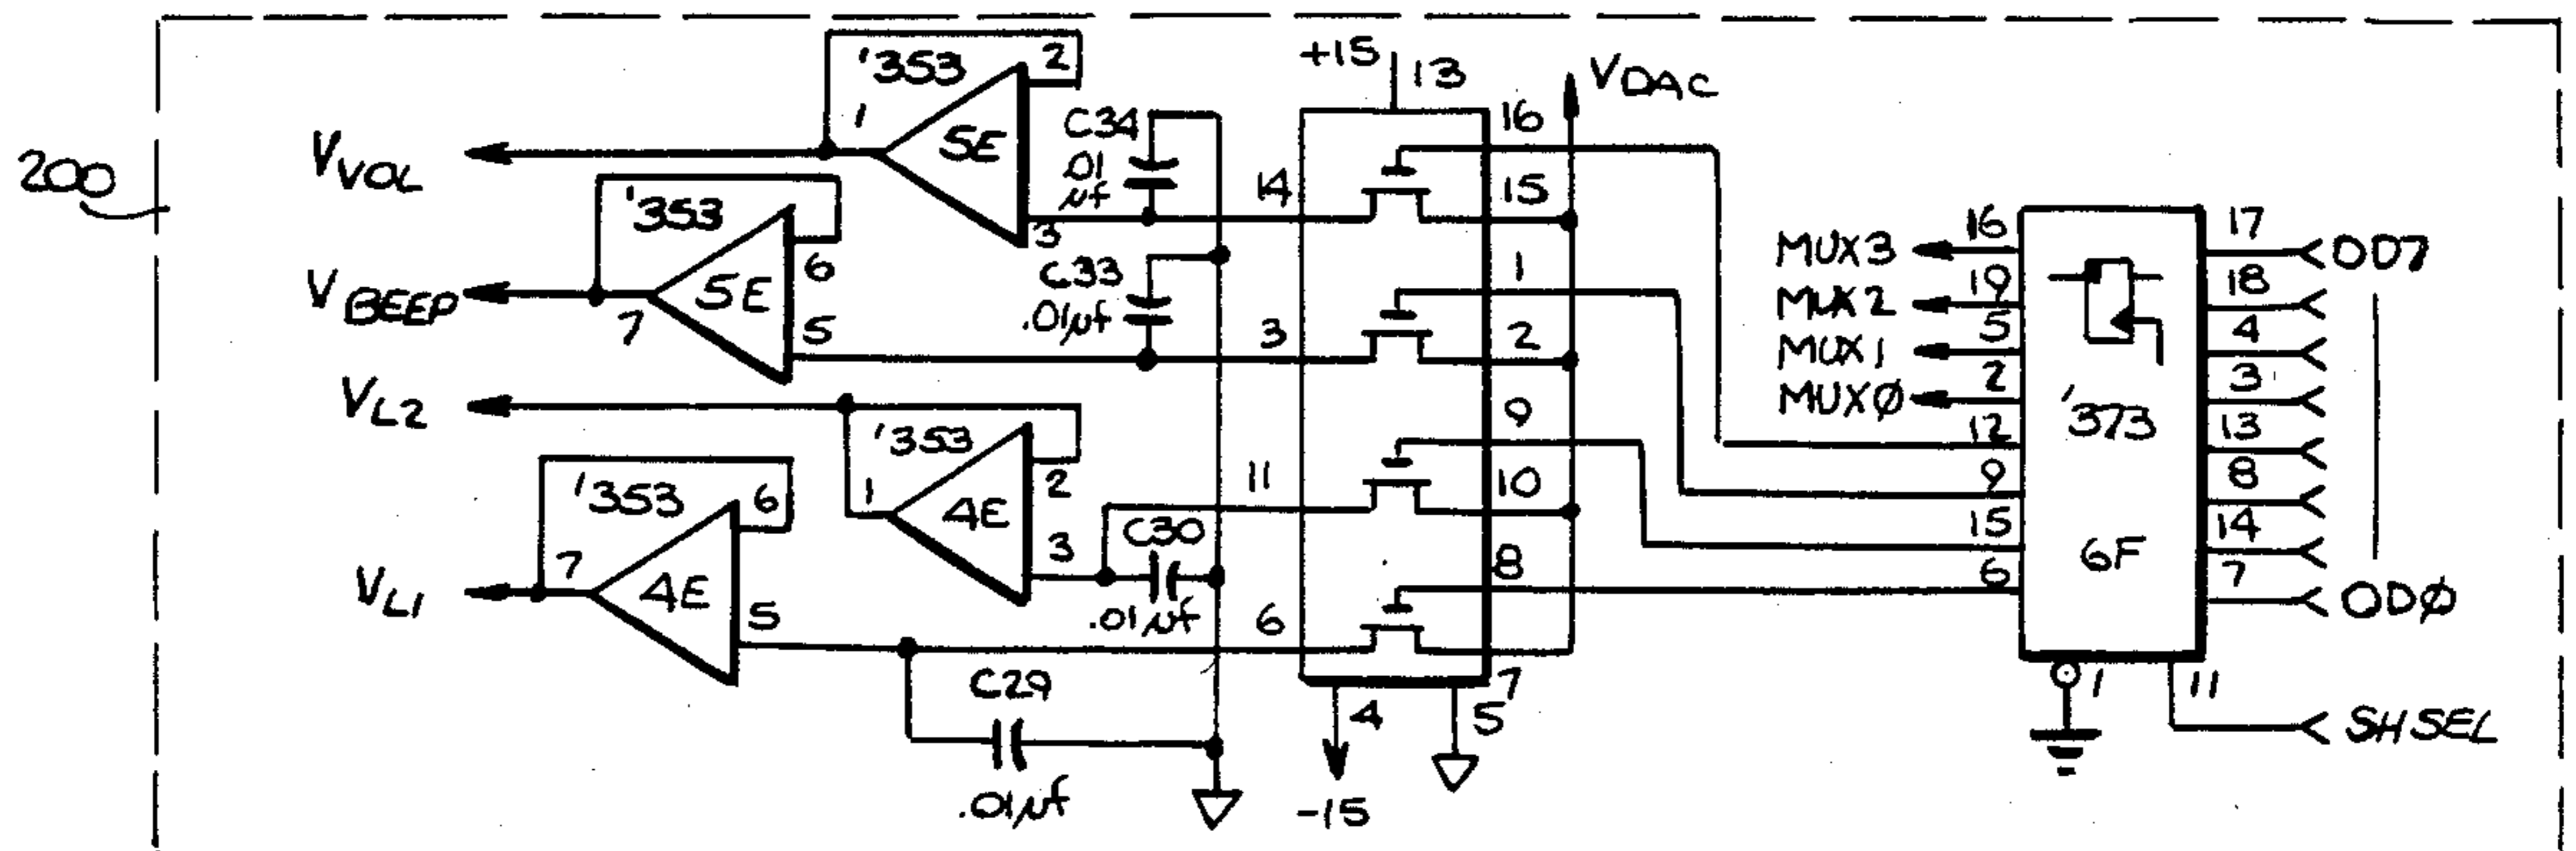 200
VVOL
VBEEP
VL2
VL1
'353
5E
1
2
3
'353
5E
7
6
5
'353
4E
1
2
3
'353
4E
7
6
5
C34
.01
μf
C33
.01μf
C30
.01μf
C29
.01μf
+15
13
14
3
11
6
16
15
1
2
9
10
8
7
4
5
-15
VDAC
MUX3
MUX2
MUX1
MUXØ
16
19
5
2
12
9
15
6
'373
6F
17
18
4
3
13
8
14
7
OD7
ODØ
1
11
SHSEL